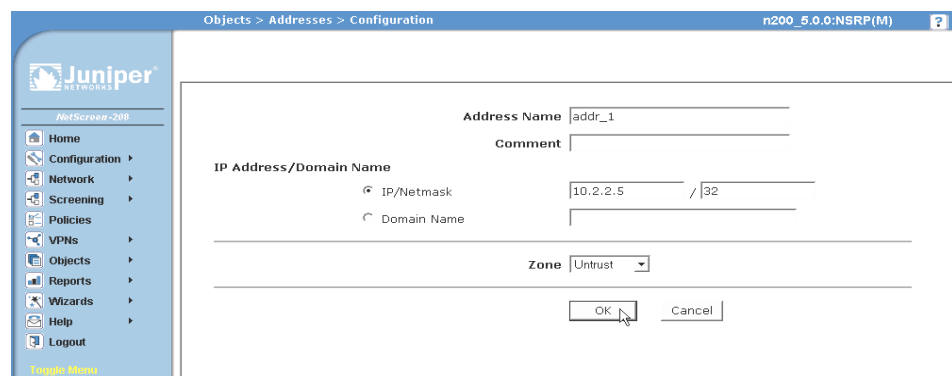 Objects > Addresses > Configuration
n200_5.0.0:NSRP(M)
?
Juniper®
NETWORKS
NetScreen-208
Home
Configuration
Network
Screening
Policies
VPNs
Objects
Reports
Wizards
Help
Logout
Toggle Menu
Address Name addr_1
Comment
IP Address/Domain Name
IP/Netmask 10.2.2.5 / 32
Domain Name
Zone Untrust
OK Cancel